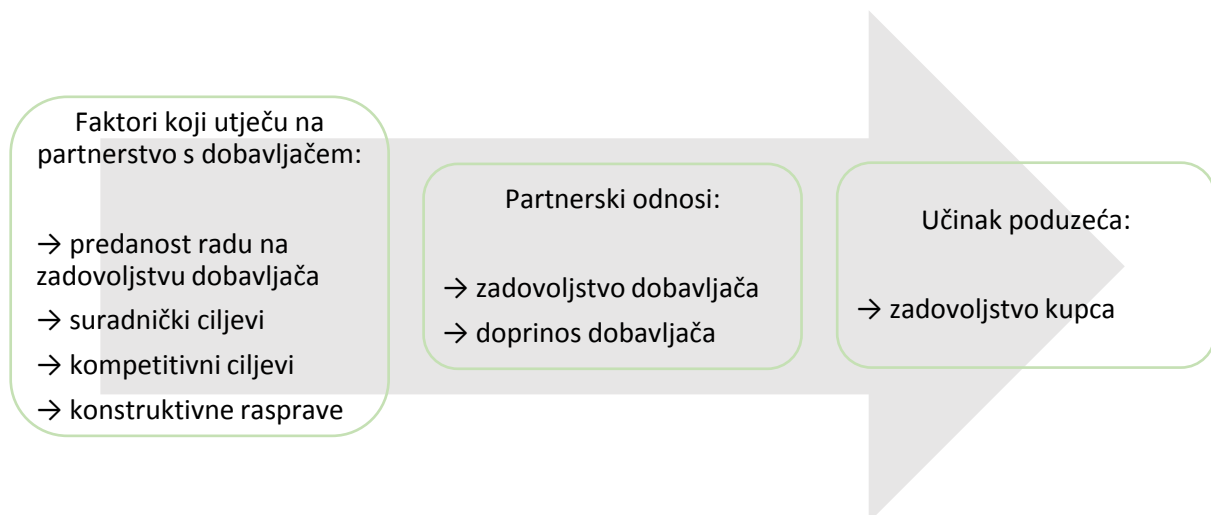 Faktori koji utječu na
partnerstvo s dobavljačem:
→ predanost radu na
zadovoljstvu dobavljača
→ suradnički ciljevi
→ kompetitivni ciljevi
→ konstruktivne rasprave
Partnerski odnosi:
→ zadovoljstvo dobavljača
→ doprinos dobavljača
Učinak poduzeća:
→ zadovoljstvo kupca